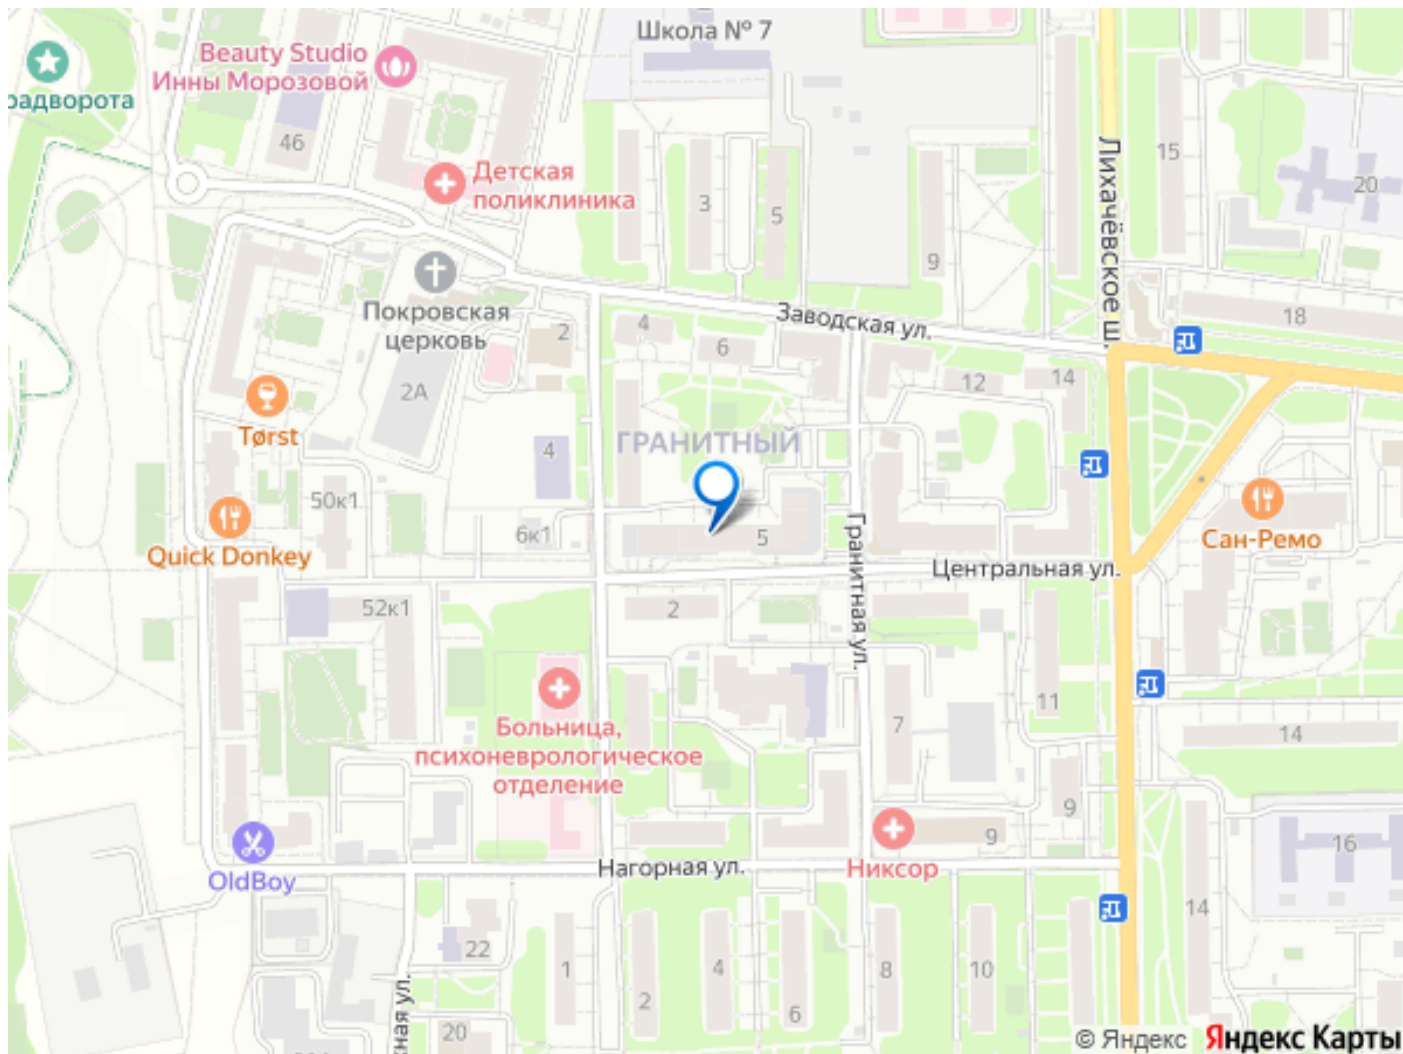 Школа № 7
Beauty Studio
Инны Морозовой
радворота
46
Детская
поликлиника
3
5
9
15
20
Лихачёвское ш.
Покровская
церковь
2
2А
4
6
Заводская ул.
12
14
18
Tørst
4
ГРАНИТНЫЙ
50к1
6к1
5
Quick Donkey
Сан-Ремо
Гранитная ул.
Центральная ул.
52к1
2
11
7
14
Больница,
психоневрологическое
отделение
9
9
16
Никсор
OldBoy
Нагорная ул.
14
22
1
2
4
6
8
10
20
жная ул.
© Яндекс Яндекс Карты